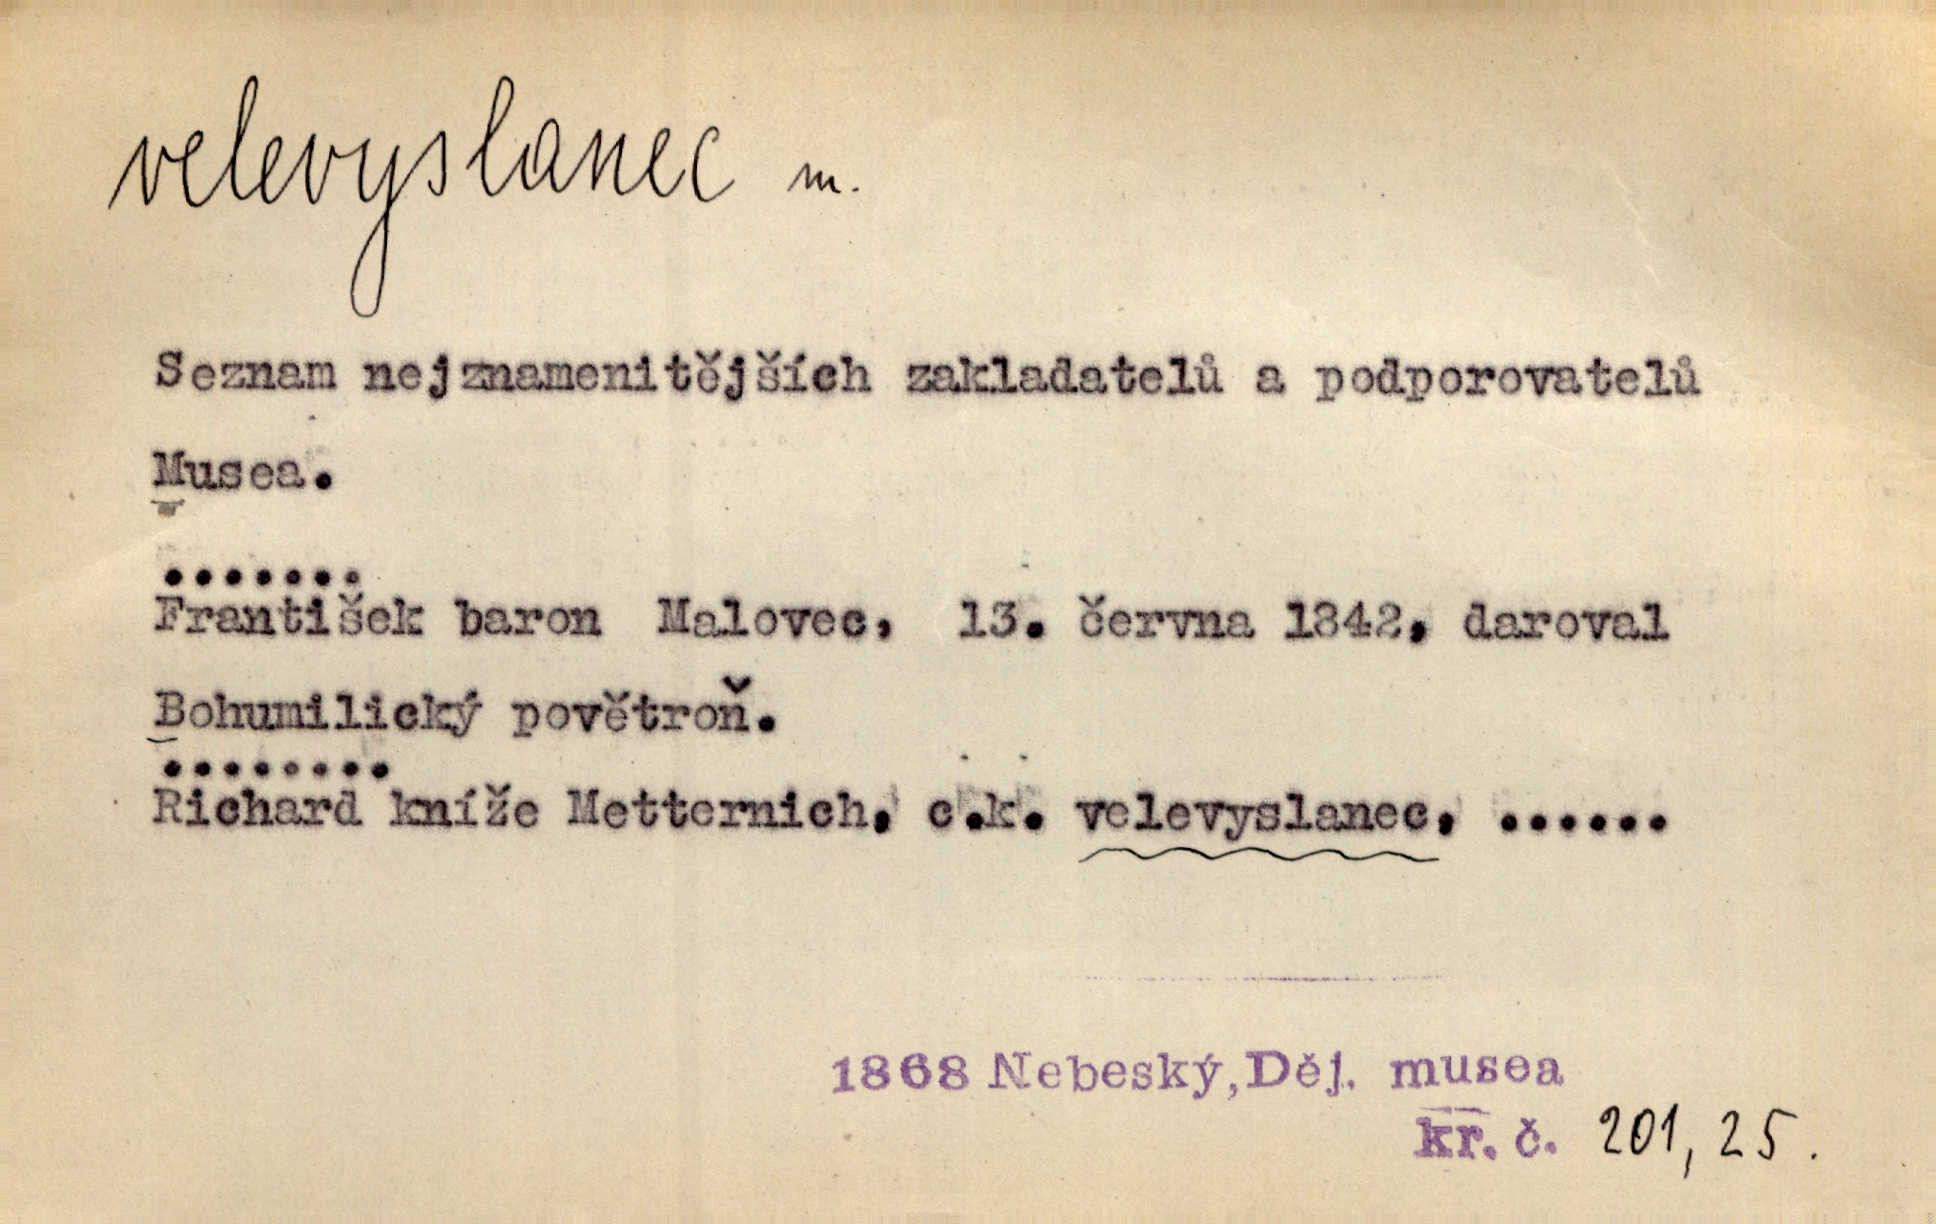 velevyslanec m.
Seznam nejznamenitějších zakladatelů a podporovatelů
Musea.
.......
František baron Malovec, 13. června 1842, daroval
Bohumilický povětroň.
........
Richard kníže Metternich, c.k. velevyslanec, ......
1868 Nebeský, Děj. musea
kr. č. 201, 25.